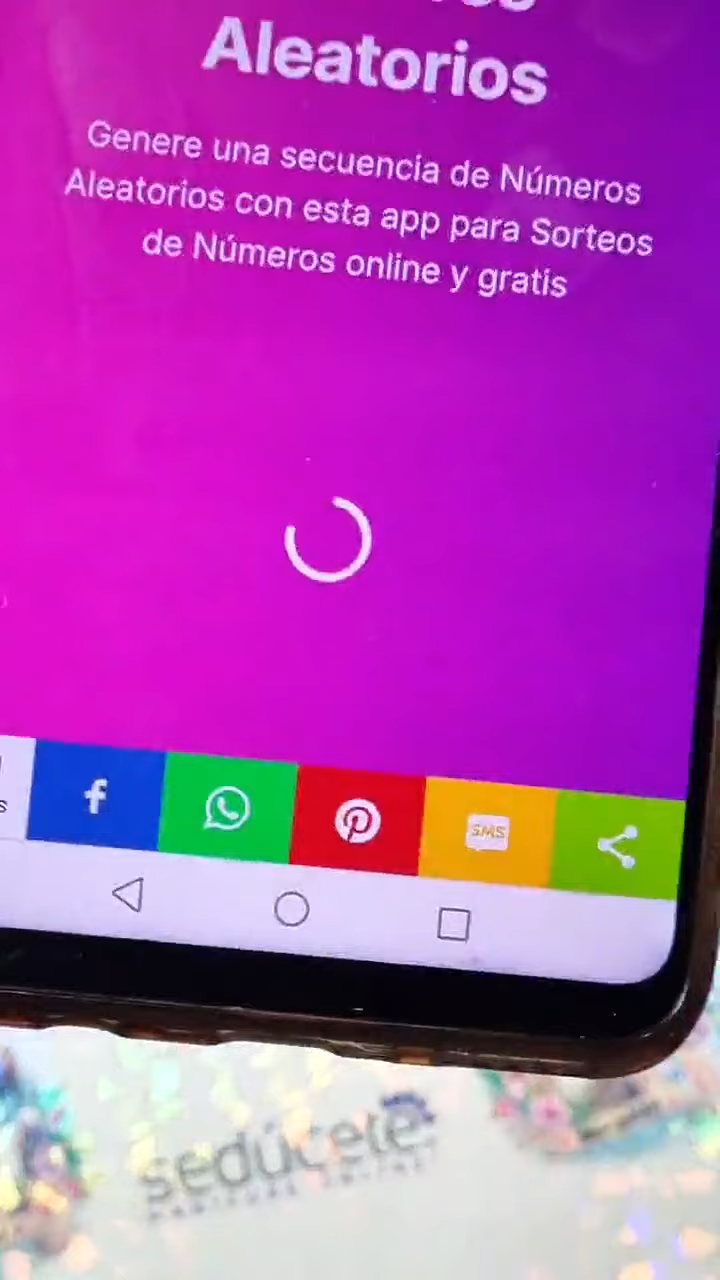 Aleatorios
Genere una secuencia de Números
Aleatorios con esta app para Sorteos
de Números online y gratis
s
f
SMS
sedúcete